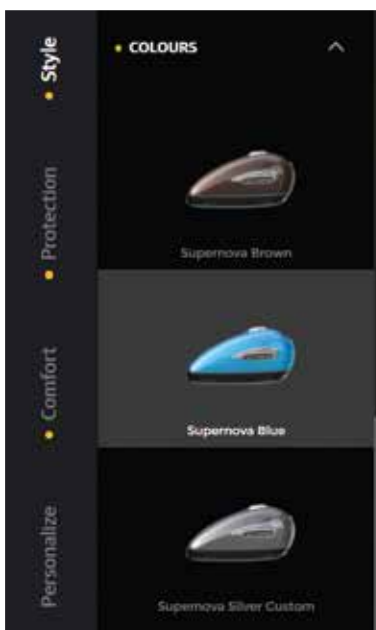 Style
Protection
Comfort
Personalize
COLOURS
Supernova Brown
Supernova Blue
Supernova Silver Custom